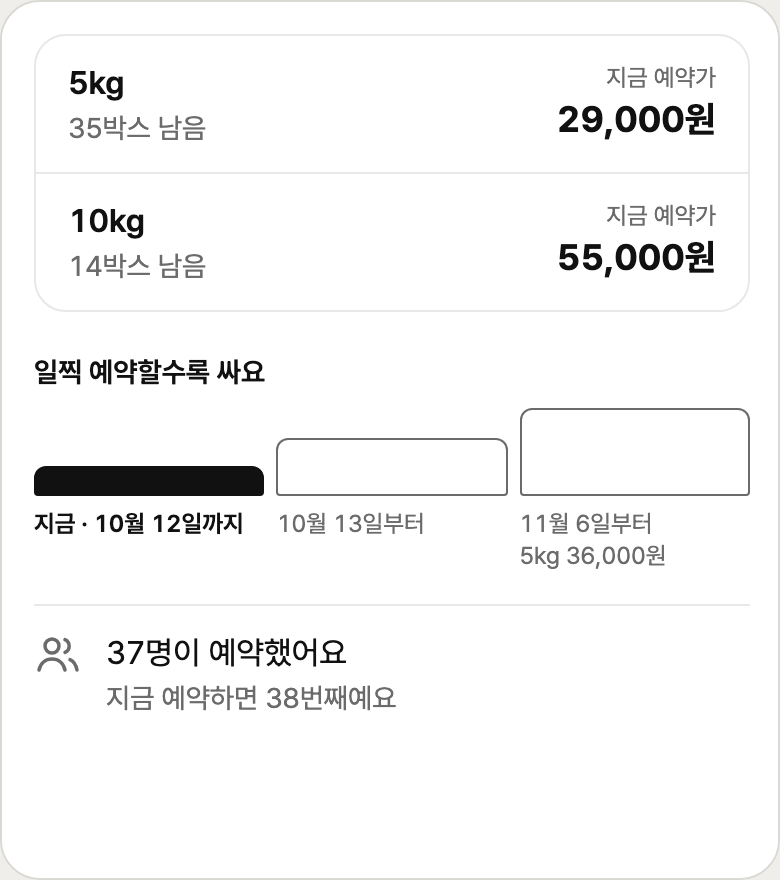 5kg
35박스 남음
지금 예약가
29,000원
10kg
14박스 남음
지금 예약가
55,000원
일찍 예약할수록 싸요
지금 · 10월 12일까지
10월 13일부터
11월 6일부터
5kg 36,000원
37명이 예약했어요
지금 예약하면 38번째예요